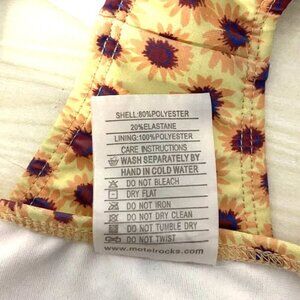 SHELL:80%POLYESTER
20%ELASTANE
LINING:100%POLYESTER
CARE INSTRUCTIONS
WASH SEPARATELY BY
HAND IN COLD WATER
DO NOT BLEACH
DRY FLAT
DO NOT IRON
DO NOT DRY CLEAN
DO NOT TUMBLE DRY
DO NOT TWIST
www.motelrocks.com